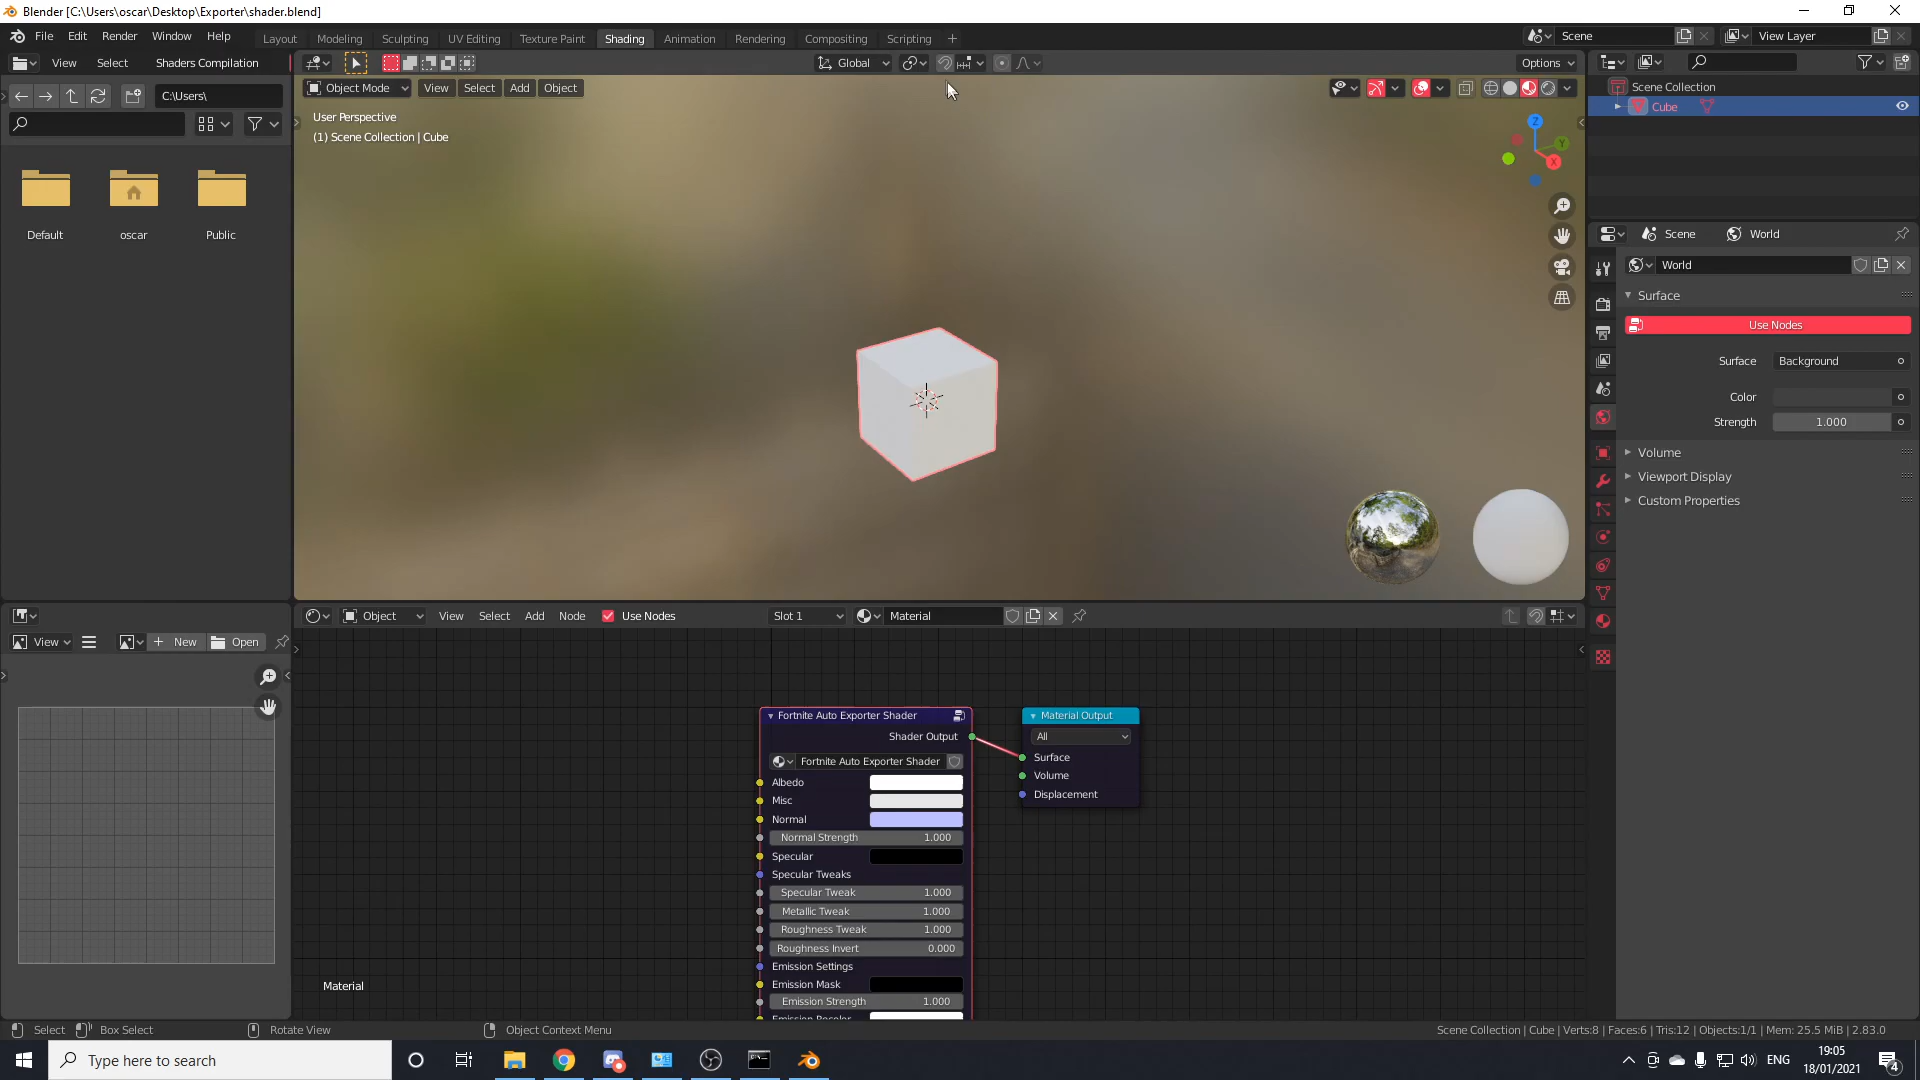 Blender [C:\Users\oscar\Desktop\Exporter\shader.blend]
File Edit Render Window Help Layout Modeling Sculpting UV Editing Texture Paint Shading Animation Rendering Compositing Scripting + Scene View Layer
View Select Shaders Compilation
Global Options
C:\Users\
Object Mode View Select Add Object
User Perspective
(1) Scene Collection | Cube
Scene Collection
Cube
Z
Y
X
Default oscar Public
Scene World
World
Surface
Use Nodes
Surface Background
Color
Strength 1.000
Volume
Viewport Display
Custom Properties
Object View Select Add Node Use Nodes Slot 1 Material
View New Open
Fortnite Auto Exporter Shader
Shader Output
Fortnite Auto Exporter Shader
Albedo
Misc
Normal
Normal Strength 1.000
Specular
Specular Tweaks
Specular Tweak 1.000
Metallic Tweak 1.000
Roughness Tweak 1.000
Roughness Invert 0.000
Emission Settings
Emission Mask
Emission Strength 1.000
Emission Recolor
Material Output
All
Surface
Volume
Displacement
Material
Select Box Select Rotate View Object Context Menu
Scene Collection | Cube | Verts:8 | Faces:6 | Tris:12 | Objects:1/1 | Mem: 25.5 MiB | 2.83.0
Type here to search
ENG
19:05
18/01/2021
4